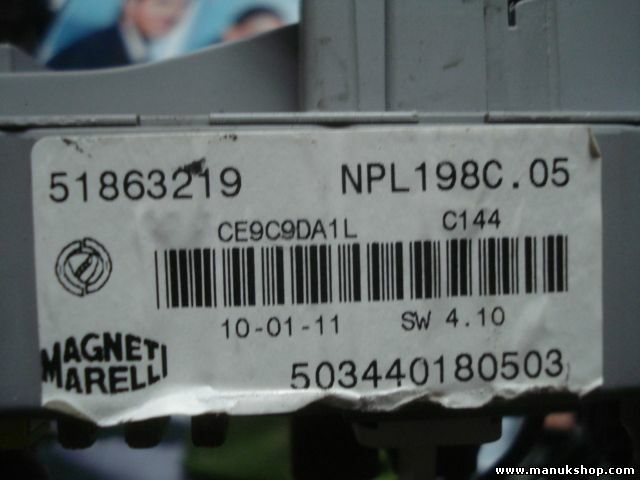 51863219 NPL198C.05
CE9C9DA1L C144
10-01-11 SW 4.10
MAGNETI
MARELLI
503440180503
www.manukshop.com